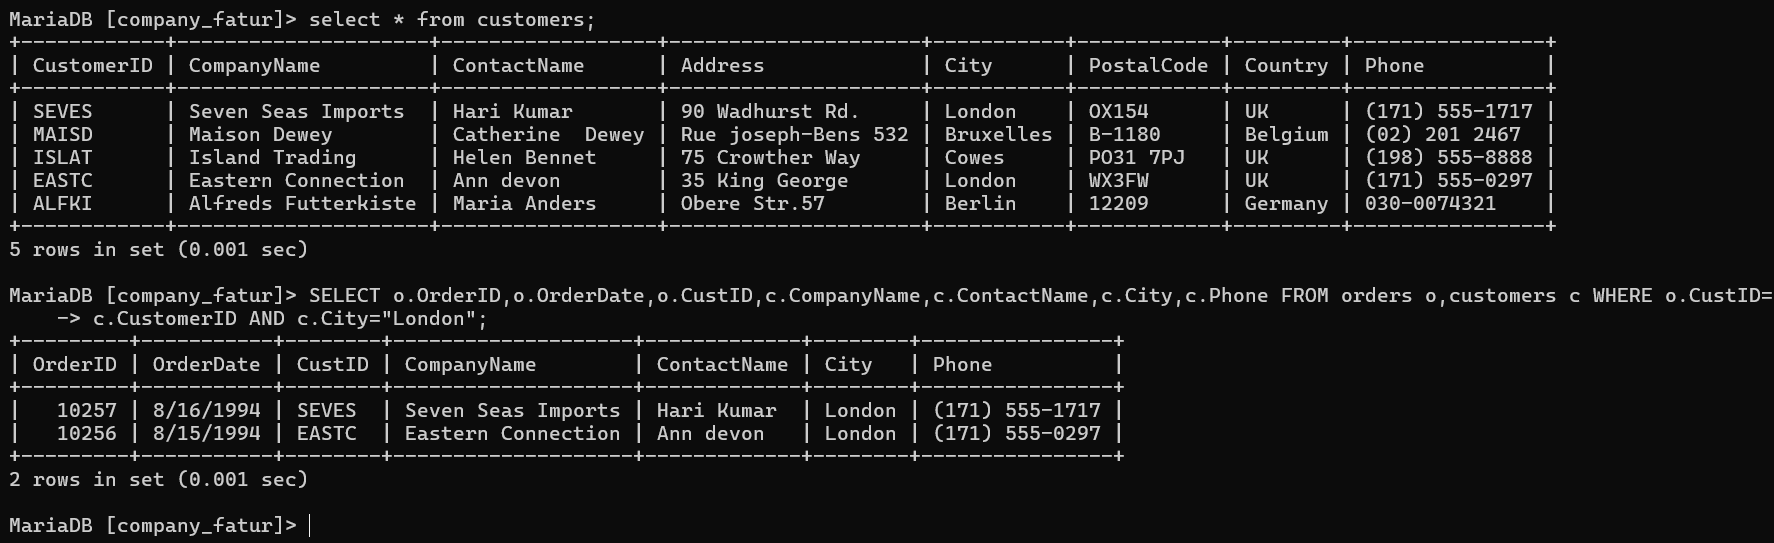 MariaDB [company_fatur]> select * from customers;
+------------+---------------------+------------------+---------------------+-----------+------------+---------+----------------+
| CustomerID | CompanyName         | ContactName      | Address             | City      | PostalCode | Country | Phone          |
+------------+---------------------+------------------+---------------------+-----------+------------+---------+----------------+
| SEVES      | Seven Seas Imports  | Hari Kumar       | 90 Wadhurst Rd.     | London    | OX154      | UK      | (171) 555-1717 |
| MAISD      | Maison Dewey        | Catherine  Dewey | Rue joseph-Bens 532 | Bruxelles | B-1180     | Belgium | (02) 201 2467  |
| ISLAT      | Island Trading      | Helen Bennet     | 75 Crowther Way     | Cowes     | PO31 7PJ   | UK      | (198) 555-8888 |
| EASTC      | Eastern Connection  | Ann devon        | 35 King George      | London    | WX3FW      | UK      | (171) 555-0297 |
| ALFKI      | Alfreds Futterkiste | Maria Anders     | Obere Str.57        | Berlin    | 12209      | Germany | 030-0074321    |
+------------+---------------------+------------------+---------------------+-----------+------------+---------+----------------+
5 rows in set (0.001 sec)

MariaDB [company_fatur]> SELECT o.OrderID,o.OrderDate,o.CustID,c.CompanyName,c.ContactName,c.City,c.Phone FROM orders o,customers c WHERE o.CustID=
    -> c.CustomerID AND c.City="London";
+---------+-----------+--------+--------------------+-------------+--------+----------------+
| OrderID | OrderDate | CustID | CompanyName        | ContactName | City   | Phone          |
+---------+-----------+--------+--------------------+-------------+--------+----------------+
|   10257 | 8/16/1994 | SEVES  | Seven Seas Imports | Hari Kumar  | London | (171) 555-1717 |
|   10256 | 8/15/1994 | EASTC  | Eastern Connection | Ann devon   | London | (171) 555-0297 |
+---------+-----------+--------+--------------------+-------------+--------+----------------+
2 rows in set (0.001 sec)

MariaDB [company_fatur]>